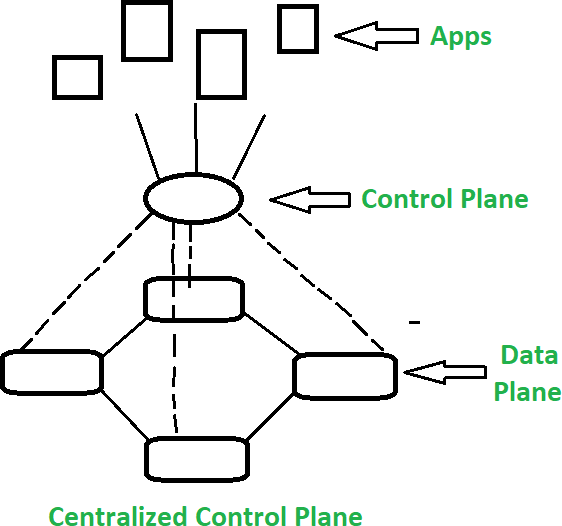 Apps
Control Plane
Data
Plane
Centralized Control Plane